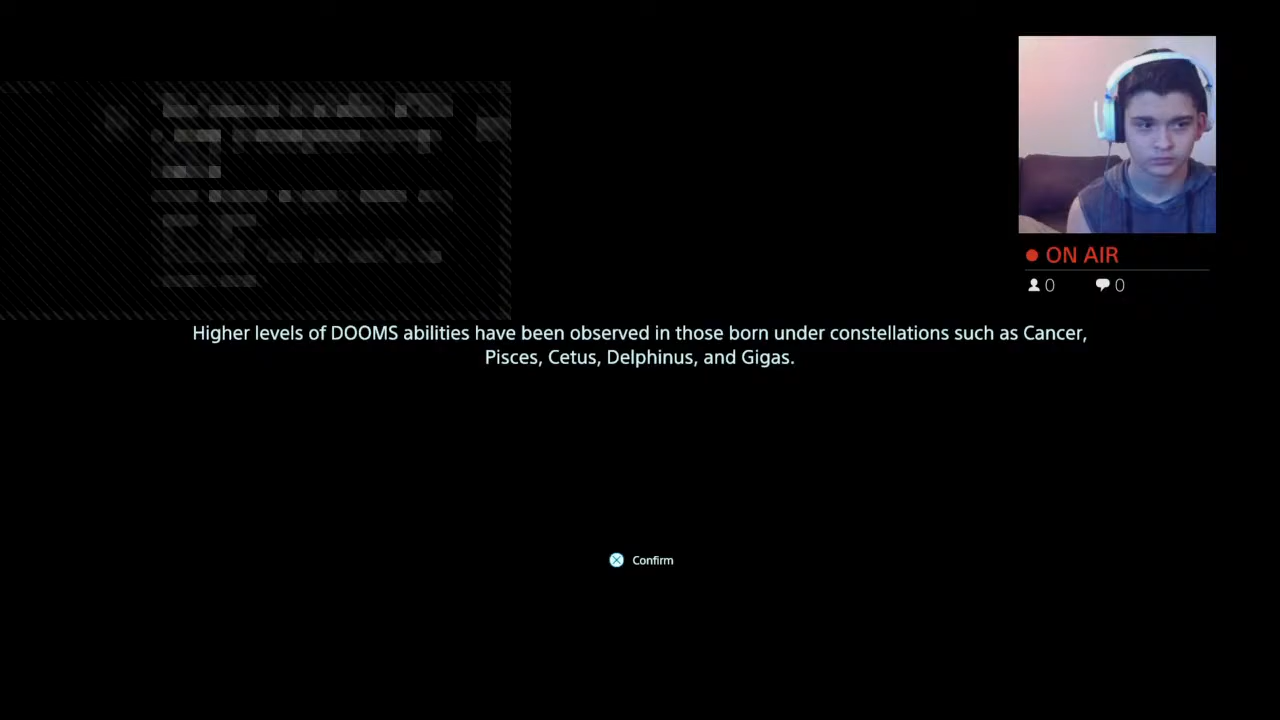 ON AIR
0 0
Higher levels of DOOMS abilities have been observed in those born under constellations such as Cancer,
Pisces, Cetus, Delphinus, and Gigas.
Confirm